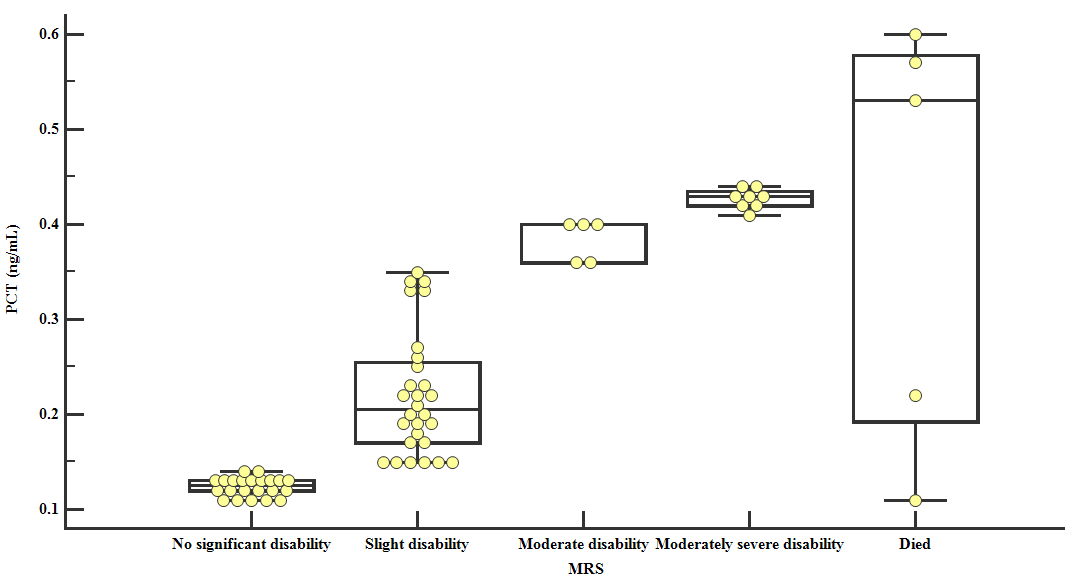 0.6
0.5
0.4
0.3
0.2
0.1
PCT (ng/mL)
No significant disability Slight disability Moderate disability Moderately severe disability Died
MRS